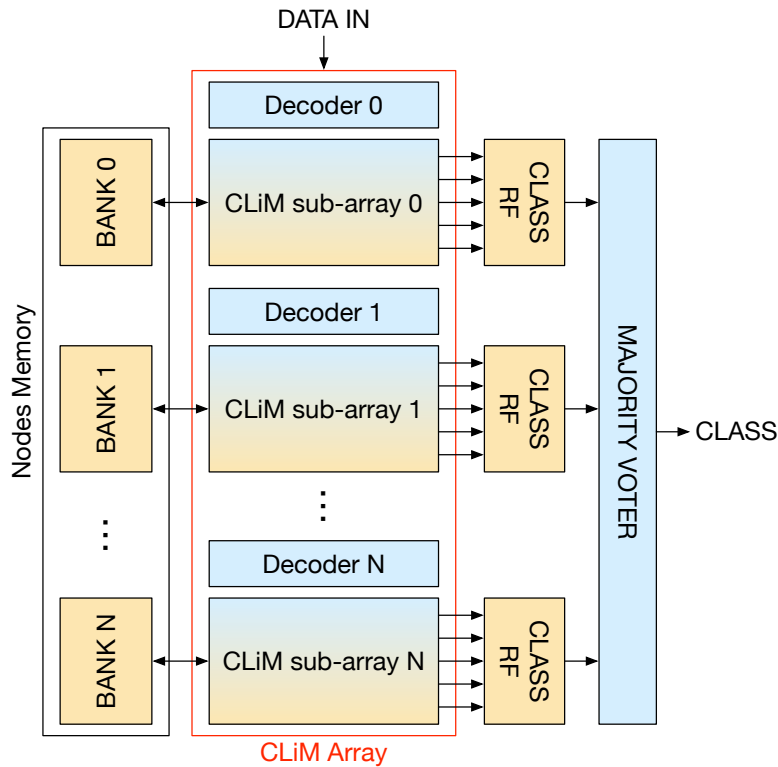 DATA IN
Decoder 0
BANK 0
CLiM sub-array 0
CLASS
RF
Decoder 1
BANK 1
CLiM sub-array 1
CLASS
RF
MAJORITY VOTER
CLASS
Nodes Memory
...
...
Decoder N
BANK N
CLiM sub-array N
CLASS
RF
CLiM Array